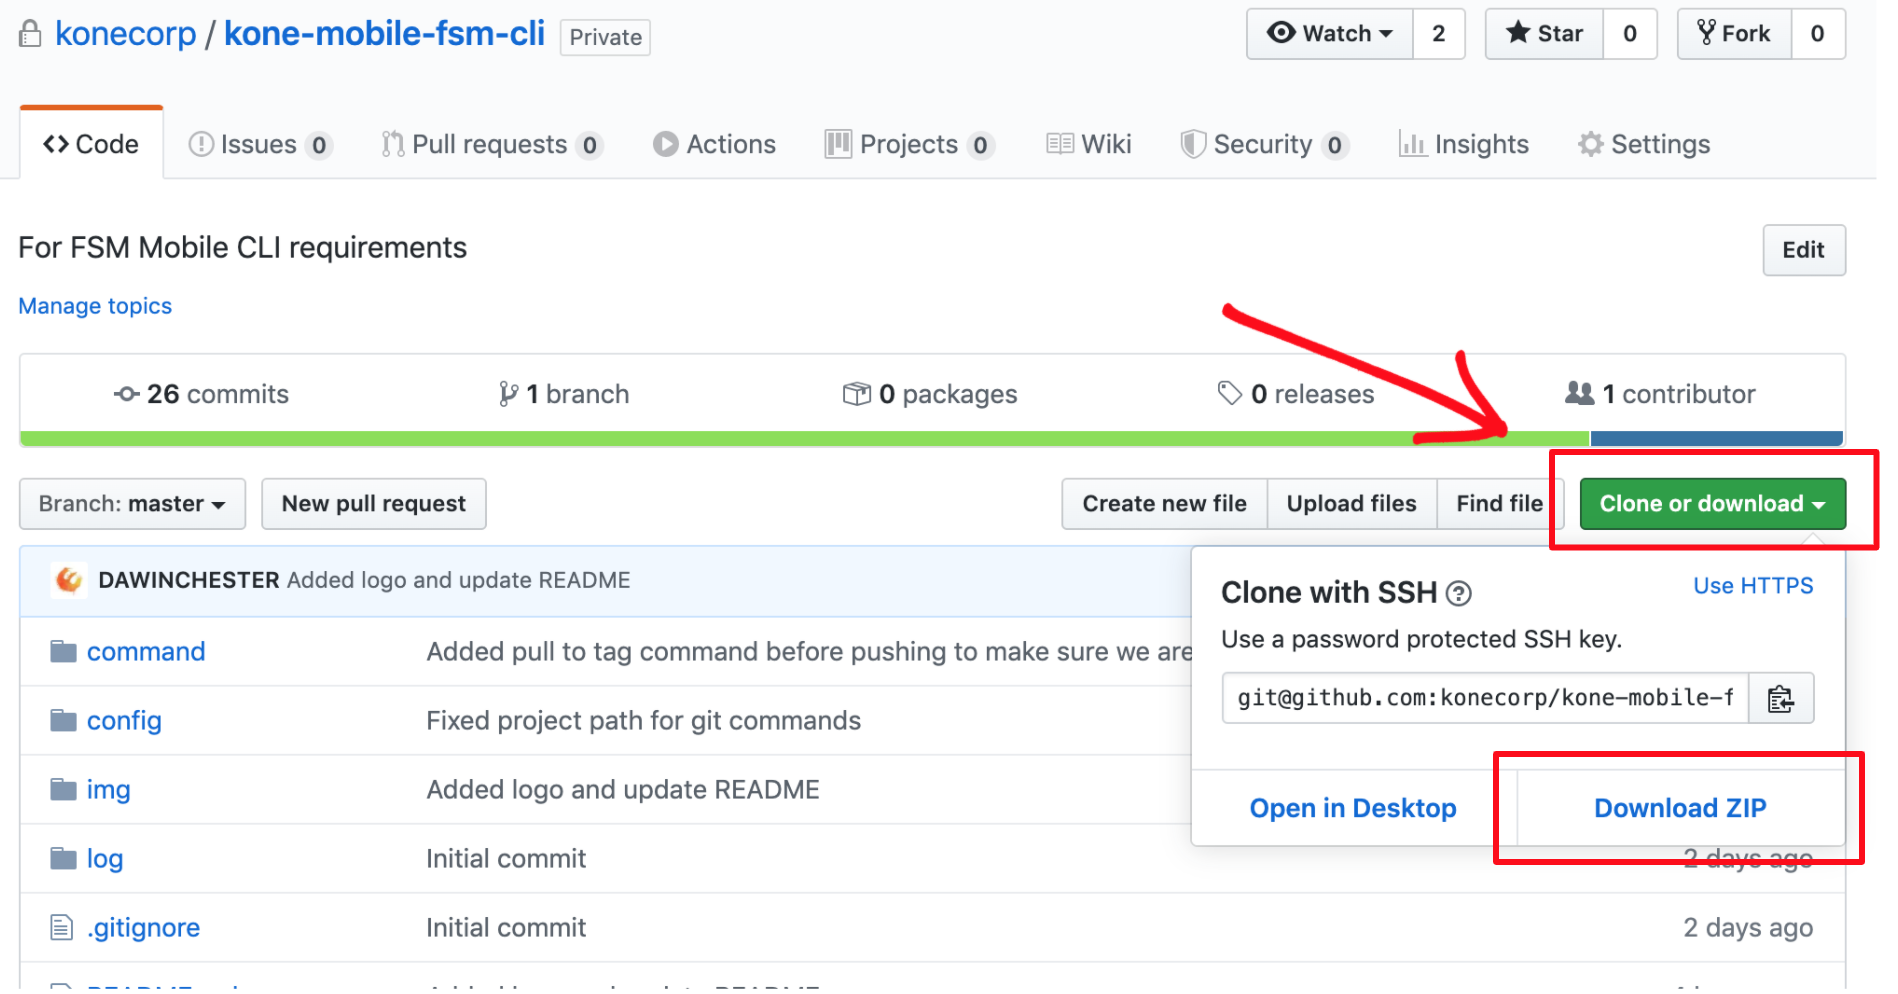 konecorp / kone-mobile-fsm-cli Private Watch 2 Star 0 Fork 0
Code Issues 0 Pull requests 0 Actions Projects 0 Wiki Security 0 Insights Settings
For FSM Mobile CLI requirements Edit
Manage topics
26 commits 1 branch 0 packages 0 releases 1 contributor
Branch: master New pull request Create new file Upload files Find file Clone or download
DAWINCHESTER Added logo and update README
Clone with SSH Use HTTPS
Use a password protected SSH key.
git@github.com:konecorp/kone-mobile-f
Open in Desktop Download ZIP
command Added pull to tag command before pushing to make sure we are
config Fixed project path for git commands
img Added logo and update README
log Initial commit 2 days ago
.gitignore Initial commit 2 days ago